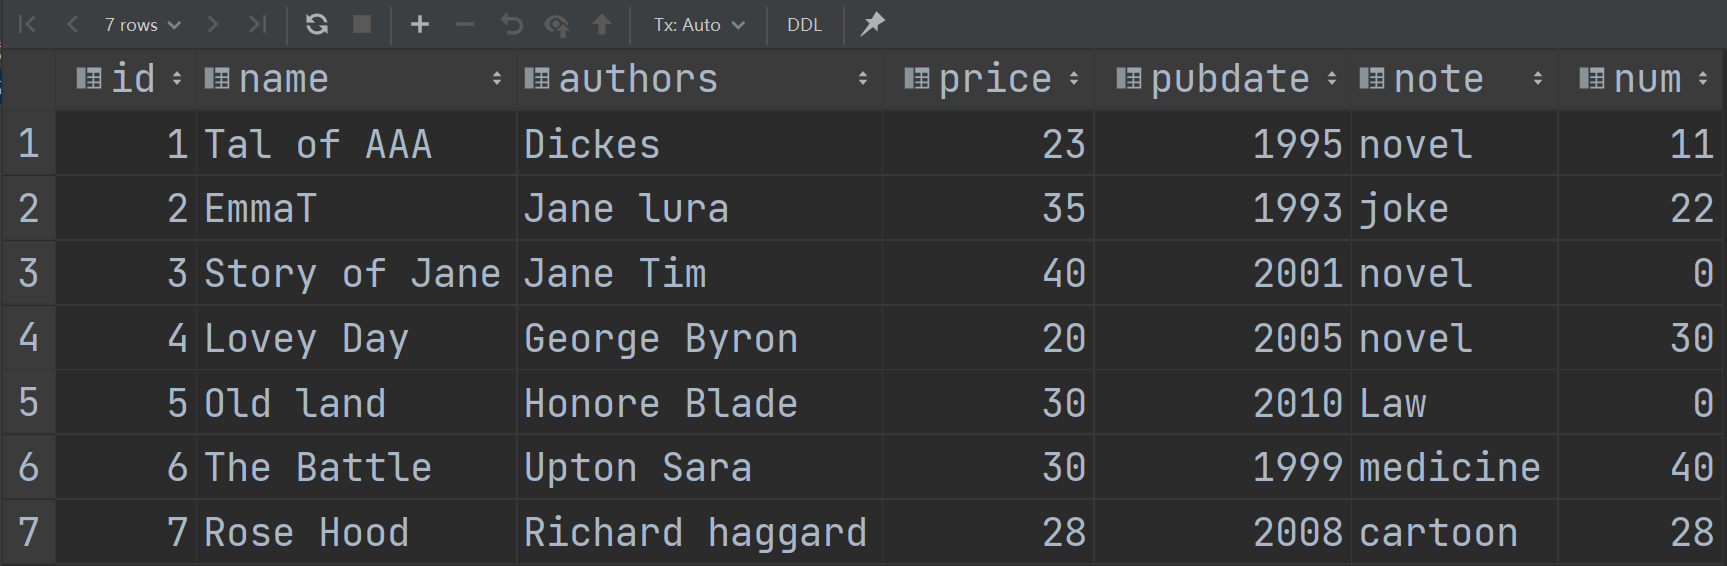 7 rows Tx: Auto DDL
id name authors price pubdate note num
1 1 Tal of AAA Dickes 23 1995 novel 11
2 2 EmmaT Jane lura 35 1993 joke 22
3 3 Story of Jane Jane Tim 40 2001 novel 0
4 4 Lovey Day George Byron 20 2005 novel 30
5 5 Old land Honore Blade 30 2010 Law 0
6 6 The Battle Upton Sara 30 1999 medicine 40
7 7 Rose Hood Richard haggard 28 2008 cartoon 28